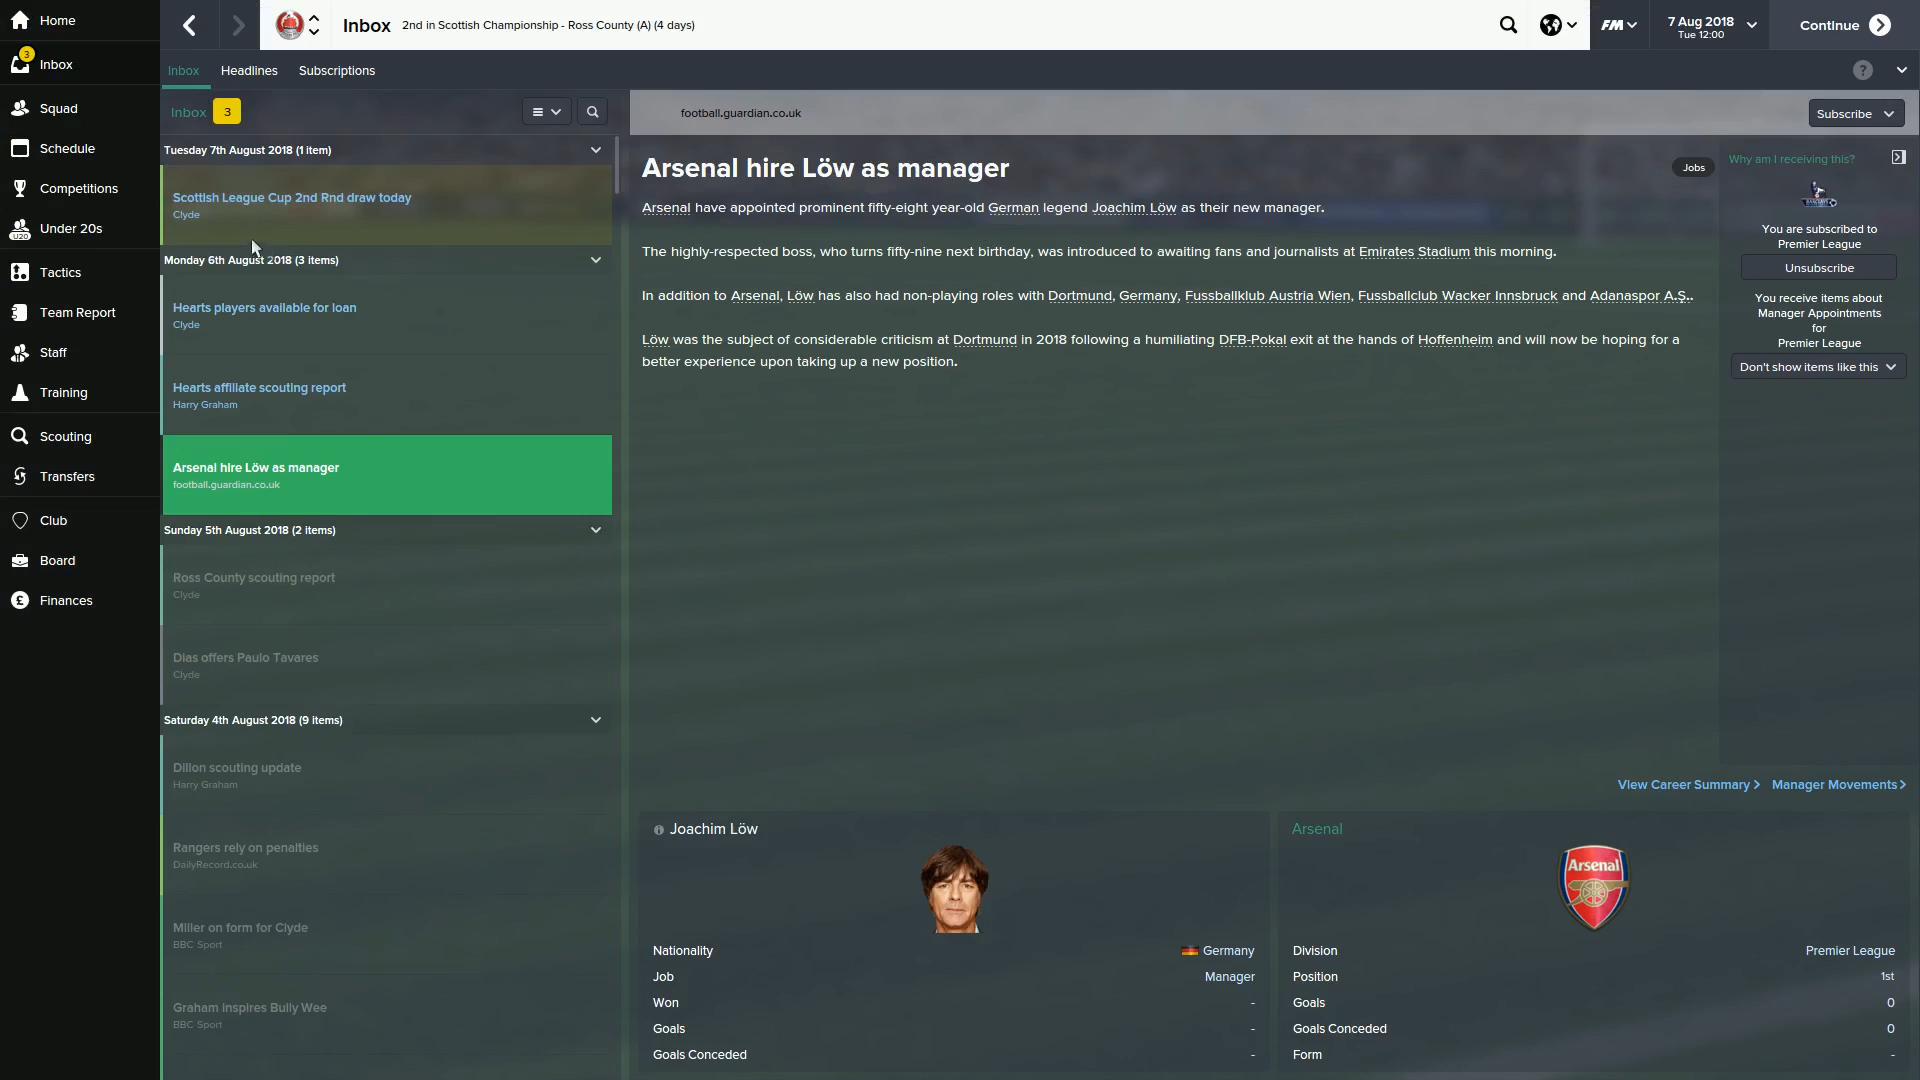 Home
3
Inbox
Squad
Schedule
Competitions
U20
Under 20s
Tactics
Team Report
Staff
Training
Scouting
Transfers
Club
Board
£
Finances
Inbox 2nd in Scottish Championship - Ross County (A) (4 days)
FM
7 Aug 2018
Tue 12:00
Continue
Inbox Headlines Subscriptions
?
Inbox 3
Tuesday 7th August 2018 (1 item)
Scottish League Cup 2nd Rnd draw today
Clyde
Monday 6th August 2018 (3 items)
Hearts players available for loan
Clyde
Hearts affiliate scouting report
Harry Graham
Arsenal hire Löw as manager
football.guardian.co.uk
Sunday 5th August 2018 (2 items)
Ross County scouting report
Clyde
Dias offers Paulo Tavares
Clyde
Saturday 4th August 2018 (9 items)
Dillon scouting update
Harry Graham
Rangers rely on penalties
DailyRecord.co.uk
Miller on form for Clyde
BBC Sport
Graham inspires Bully Wee
BBC Sport
football.guardian.co.uk
Subscribe
Arsenal hire Löw as manager
Jobs
Arsenal have appointed prominent fifty-eight year-old German legend Joachim Löw as their new manager.
The highly-respected boss, who turns fifty-nine next birthday, was introduced to awaiting fans and journalists at Emirates Stadium this morning.
In addition to Arsenal, Löw has also had non-playing roles with Dortmund, Germany, Fussballklub Austria Wien, Fussballclub Wacker Innsbruck and Adanaspor A.Ş..
Löw was the subject of considerable criticism at Dortmund in 2018 following a humiliating DFB-Pokal exit at the hands of Hoffenheim and will now be hoping for a
better experience upon taking up a new position.
Why am I receiving this?
You are subscribed to
Premier League
Unsubscribe
You receive items about
Manager Appointments
for
Premier League
Don't show items like this
View Career Summary
Manager Movements
Joachim Löw
Nationality Germany
Job Manager
Won -
Goals -
Goals Conceded -
Arsenal
Arsenal
Division Premier League
Position 1st
Goals 0
Goals Conceded 0
Form -